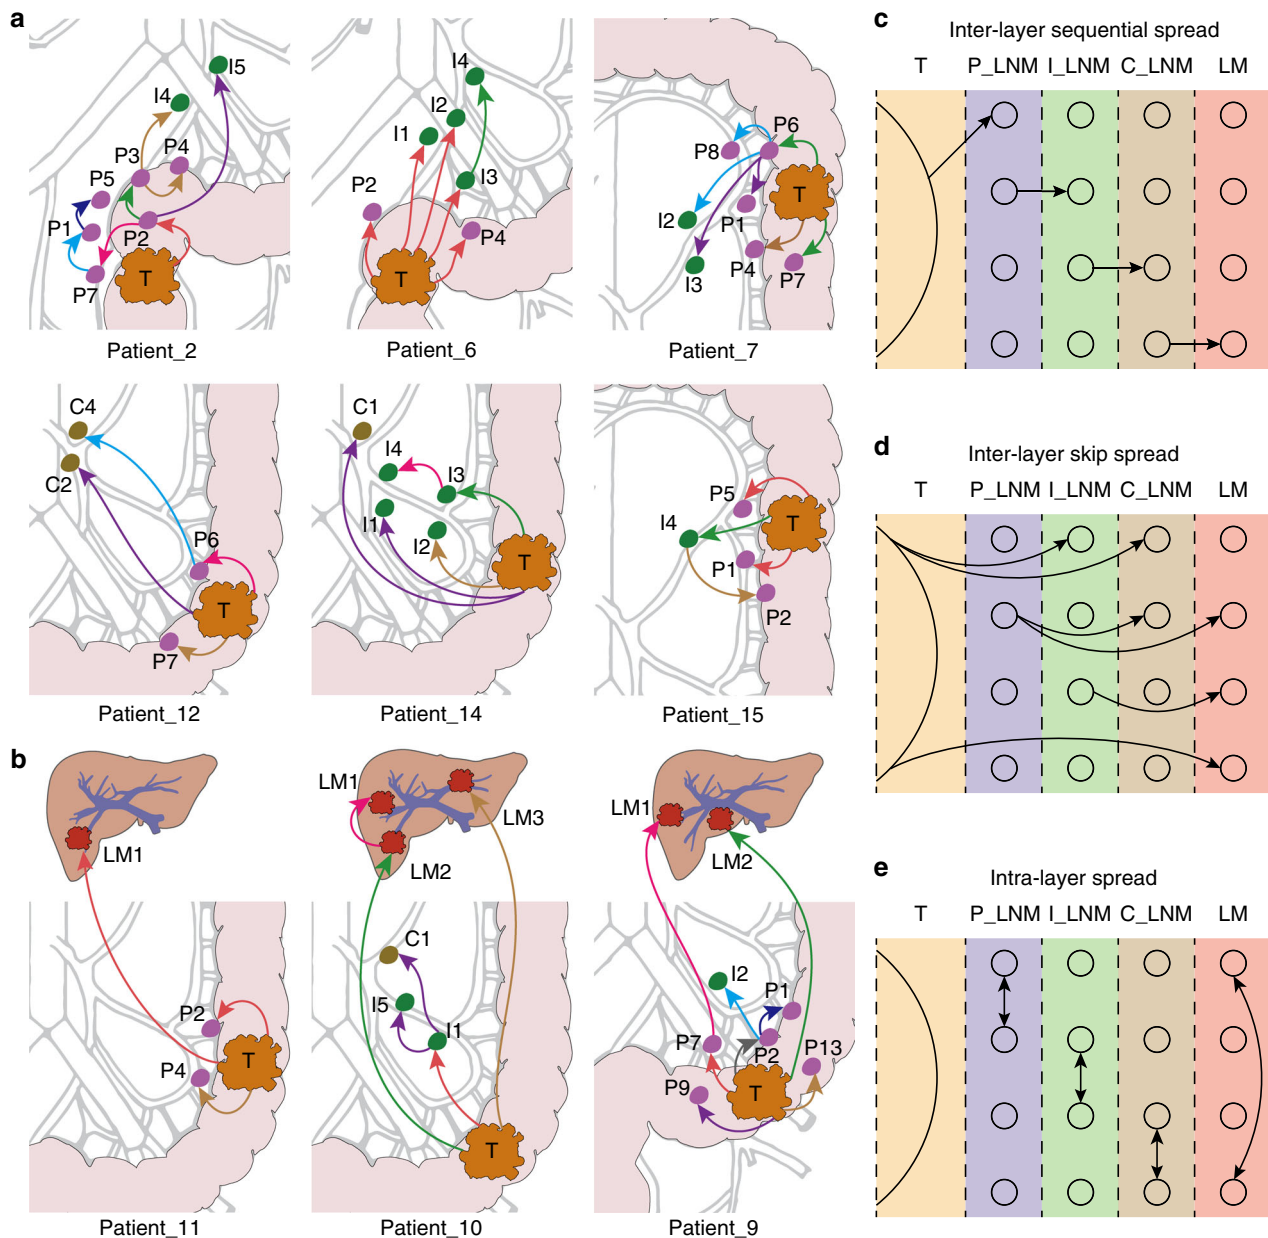 a
I5
I4
P3
P4
P5
P1
P2
P7
T
Patient_2
I4
I2
I1
I3
P2
P4
T
Patient_6
P6
P8
T
I2
P1
P4
I3
P7
Patient_7
C4
C2
P6
T
P7
Patient_12
C1
I4
I3
I1
I2
T
Patient_14
P5
I4
T
P1
P2
Patient_15
b
LM1
P2
P4
T
Patient_11
LM1
LM3
LM2
C1
I5
I1
T
Patient_10
LM1
LM2
I2
P1
P7
P2
P13
P9
T
Patient_9
c
Inter-layer sequential spread
T P_LNM I_LNM C_LNM LM
d
Inter-layer skip spread
T P_LNM I_LNM C_LNM LM
e
Intra-layer spread
T P_LNM I_LNM C_LNM LM